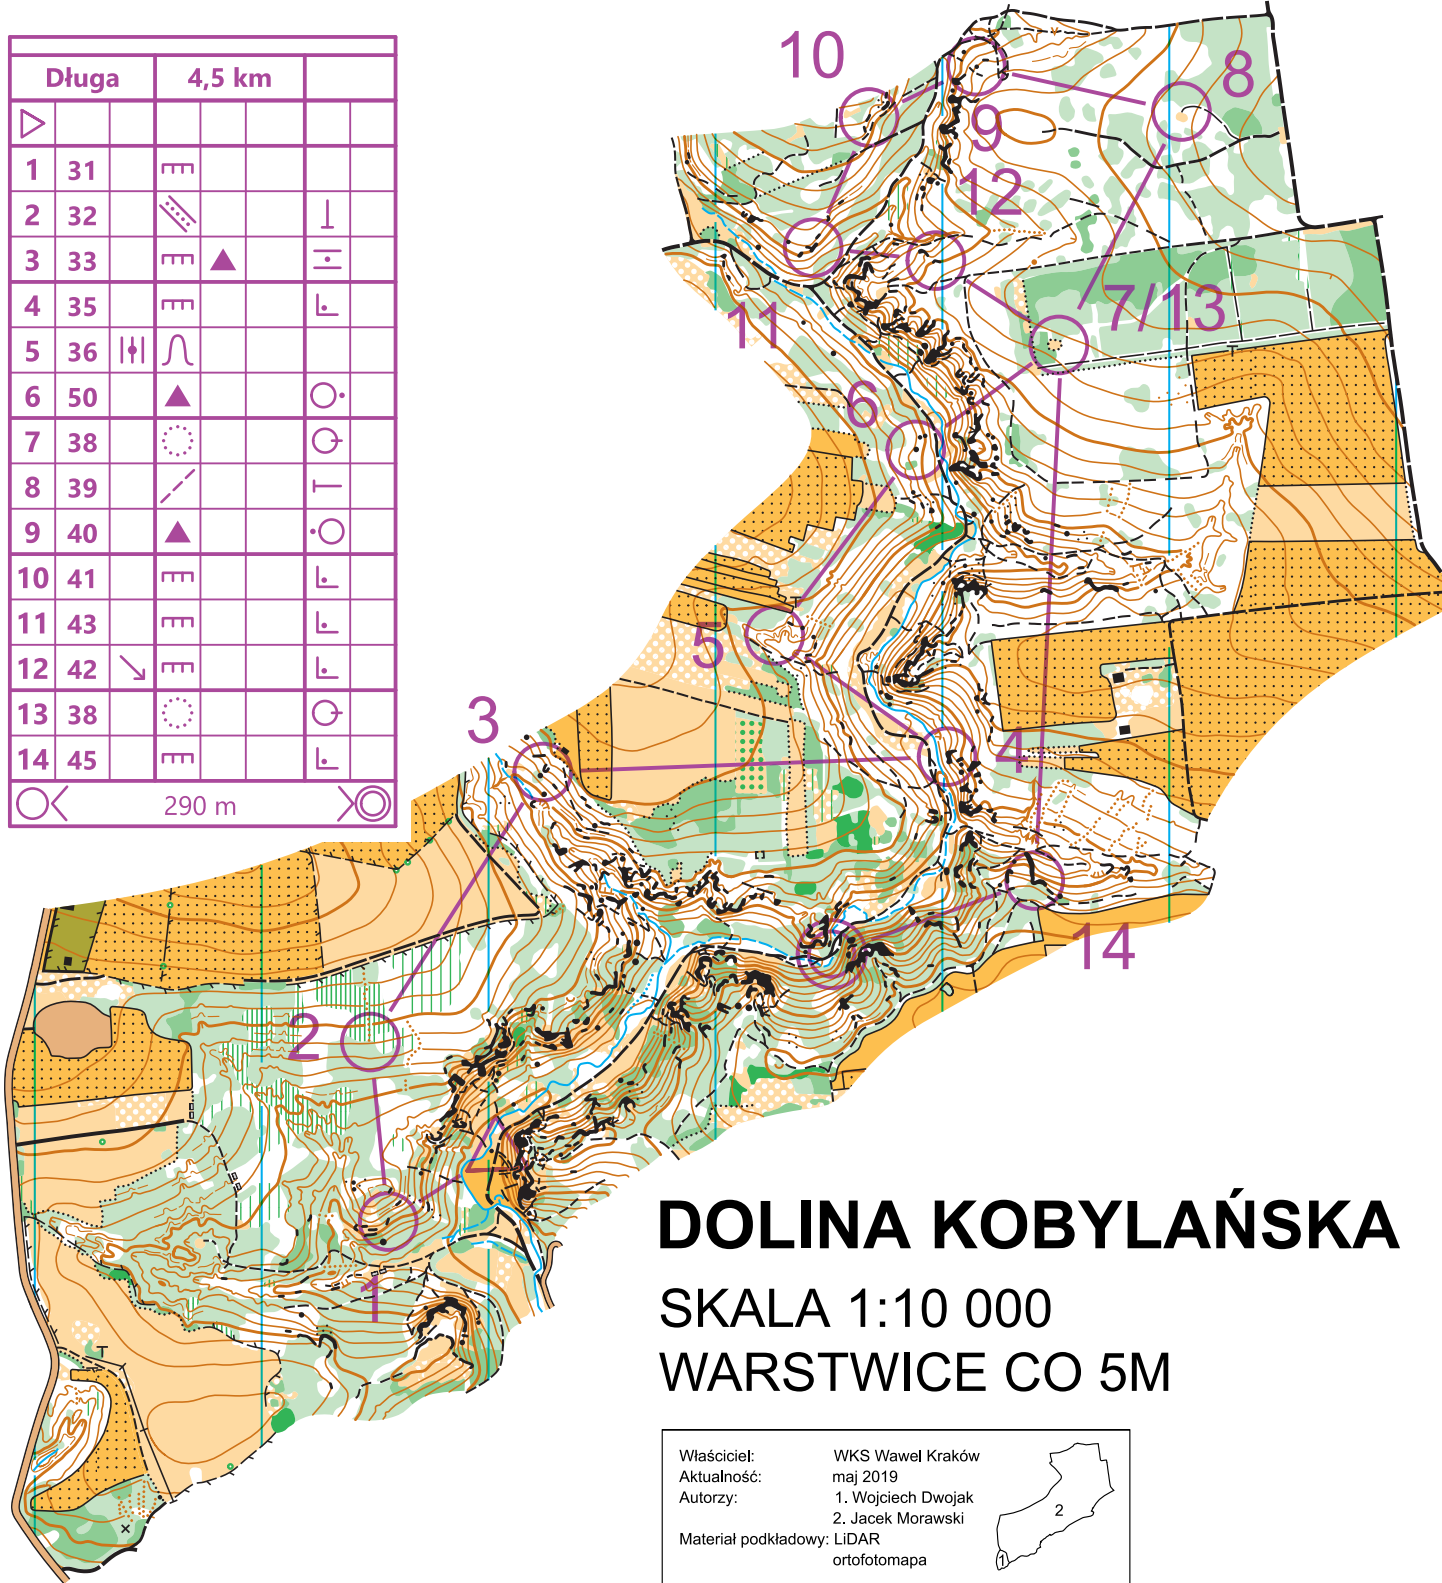 Długa 4,5 km
1 31
2 32
3 33
4 35
5 36
6 50
7 38
8 39
9 40
10 41
11 43
12 42
13 38
14 45
290 m
10
8
9
12
7/13
11
6
5
3
4
14
2
1
DOLINA KOBYLAŃSKA
SKALA 1:10 000
WARSTWICE CO 5M
Właściciel: WKS Wawel Kraków
Aktualność: maj 2019
Autorzy: 1. Wojciech Dwojak
2. Jacek Morawski
Materiał podkładowy: LiDAR
ortofotomapa
2
1